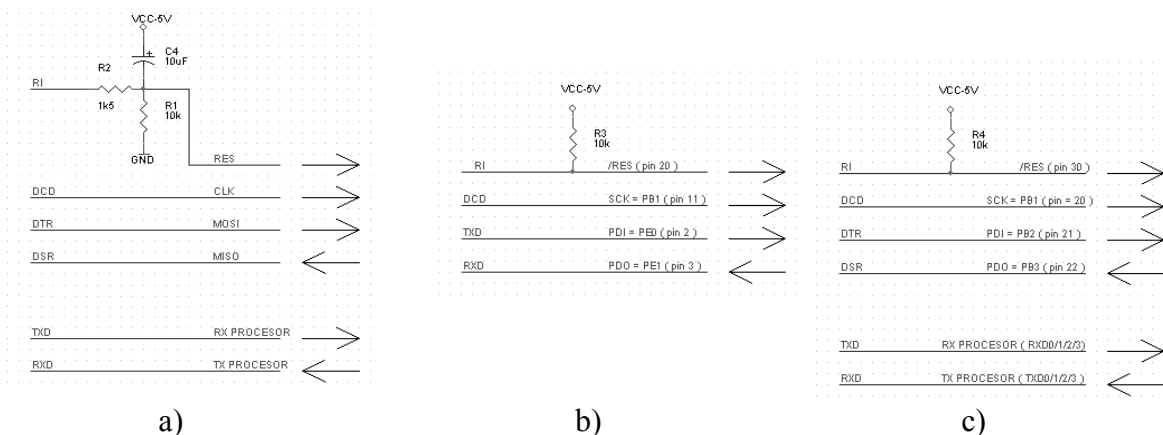 VCC-5V
C4
10uF
R2
RI
1k5
R1
10k
GND
RES
DCD CLK
DTR MOSI
DSR MISO
TXD RX PROCESOR
RXD TX PROCESOR
a)
VCC-5V
R3
10k
RI /RES ( pin 20 )
DCD SCK = PB1 ( pin 11 )
TXD PDI = PE0 ( pin 2 )
RXD PDO = PE1 ( pin 3 )
b)
VCC-5V
R4
10k
RI /RES ( pin 30 )
DCD SCK = PB1 ( pin = 20 )
DTR PDI = PB2 ( pin 21 )
DSR PDO = PB3 ( pin 22 )
TXD RX PROCESOR ( RXD0/1/2/3 )
RXD TX PROCESOR ( TXD0/1/2/3 )
c)